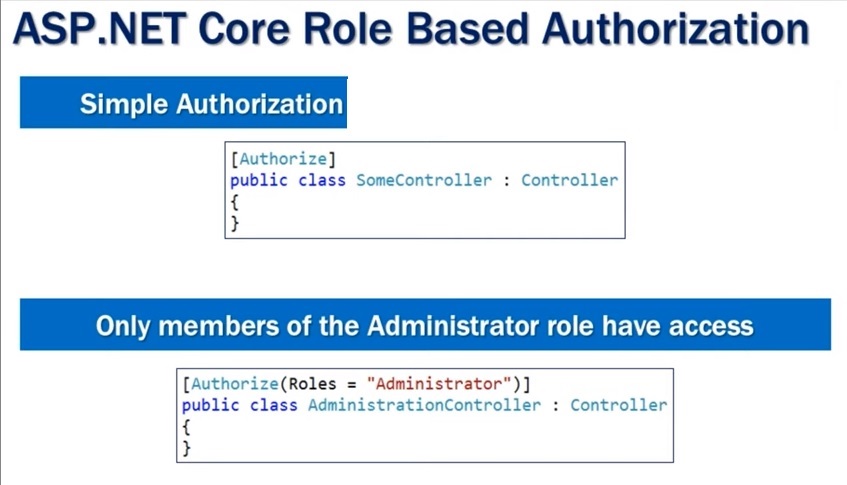 ASP.NET Core Role Based Authorization
Simple Authorization
[Authorize]
public class SomeController : Controller
{
}
Only members of the Administrator role have access
[Authorize(Roles = "Administrator")]
public class AdministrationController : Controller
{
}